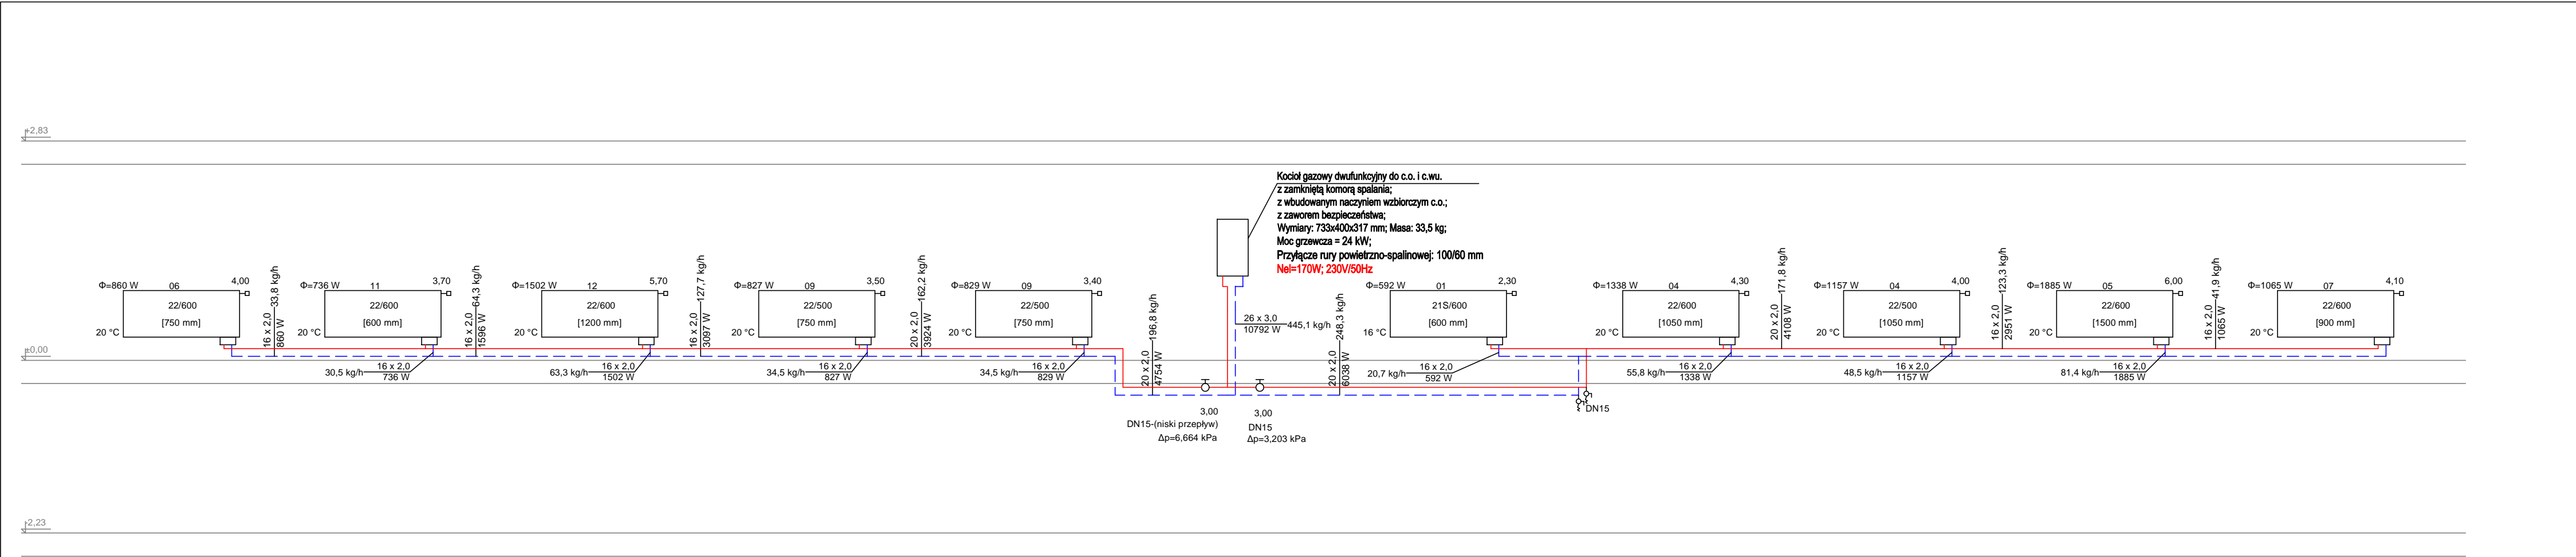 +2,83
Kocioł gazowy dwufunkcyjny do c.o. i c.wu.
z zamkniętą komorą spalania;
z wbudowanym naczyniem wzbiorczym c.o.;
z zaworem bezpieczeństwa;
Wymiary: 733x400x317 mm; Masa: 33,5 kg;
Moc grzewcza = 24 kW;
Przyłącze rury powietrzno-spalinowej: 100/60 mm
Nel=170W; 230V/50Hz
Φ=860 W
06
4,00
22/600
[750 mm]
20 °C
16 x 2,0
33,8 kg/h
860 W
Φ=736 W
11
3,70
22/600
[600 mm]
20 °C
16 x 2,0
64,3 kg/h
1596 W
Φ=1502 W
12
5,70
22/600
[1200 mm]
20 °C
16 x 2,0
127,7 kg/h
3097 W
Φ=827 W
09
3,50
22/500
[750 mm]
20 °C
20 x 2,0
162,2 kg/h
3924 W
Φ=829 W
09
3,40
22/500
[750 mm]
20 °C
20 x 2,0
196,8 kg/h
4754 W
26 x 3,0
445,1 kg/h
10792 W
20 x 2,0
248,3 kg/h
6038 W
Φ=592 W
01
2,30
21S/600
[600 mm]
16 °C
Φ=1338 W
04
4,30
22/600
[1050 mm]
20 °C
20 x 2,0
171,8 kg/h
4108 W
Φ=1157 W
04
4,00
22/500
[1050 mm]
20 °C
16 x 2,0
123,3 kg/h
2951 W
Φ=1885 W
05
6,00
22/600
[1500 mm]
20 °C
16 x 2,0
41,9 kg/h
1065 W
Φ=1065 W
07
4,10
22/600
[900 mm]
20 °C
±0,00
30,5 kg/h
16 x 2,0
736 W
63,3 kg/h
16 x 2,0
1502 W
34,5 kg/h
16 x 2,0
827 W
34,5 kg/h
16 x 2,0
829 W
20,7 kg/h
16 x 2,0
592 W
55,8 kg/h
16 x 2,0
1338 W
48,5 kg/h
16 x 2,0
1157 W
81,4 kg/h
16 x 2,0
1885 W
3,00
DN15-(niski przepływ)
Δp=6,664 kPa
3,00
DN15
Δp=3,203 kPa
DN15
-2,23